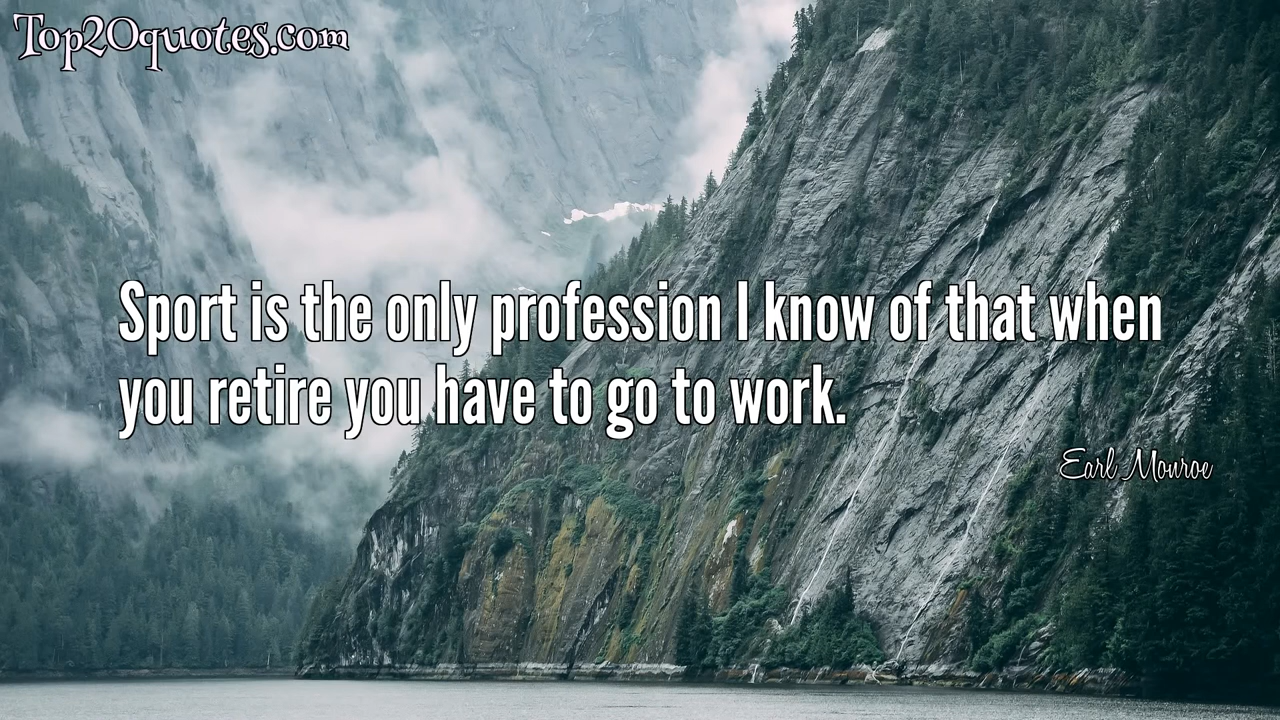 Top20quotes.com
Sport is the only profession I know of that when
you retire you have to go to work.
Earl Monroe